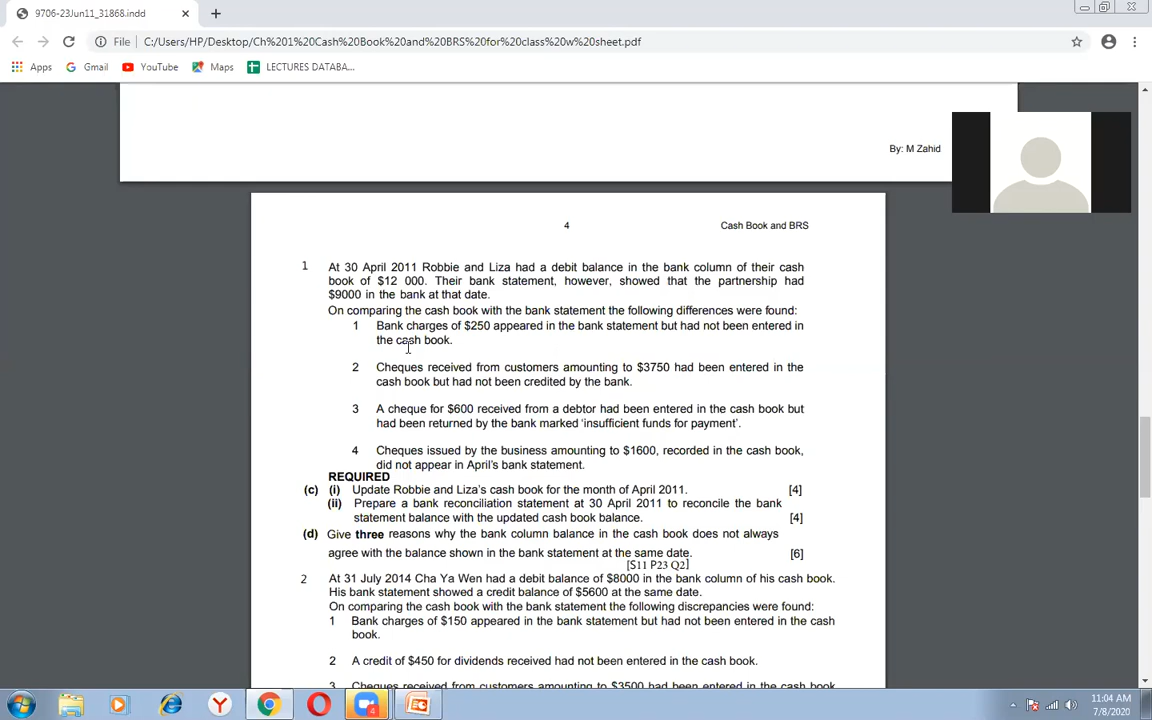 9706-23Jun11_31868.indd
File
C:/Users/HP/Desktop/Ch%201%20Cash%20Book%20and%20BRS%20for%20class%20w%20sheet.pdf
Apps
Gmail
YouTube
Maps
LECTURES DATABA...
By: M Zahid
4
Cash Book and BRS
1 At 30 April 2011 Robbie and Liza had a debit balance in the bank column of their cash
book of $12 000. Their bank statement, however, showed that the partnership had
$9000 in the bank at that date.
On comparing the cash book with the bank statement the following differences were found:
1 Bank charges of $250 appeared in the bank statement but had not been entered in
the cash book.
2 Cheques received from customers amounting to $3750 had been entered in the
cash book but had not been credited by the bank.
3 A cheque for $600 received from a debtor had been entered in the cash book but
had been returned by the bank marked 'insufficient funds for payment'.
4 Cheques issued by the business amounting to $1600, recorded in the cash book,
did not appear in April's bank statement.
REQUIRED
(c) (i) Update Robbie and Liza's cash book for the month of April 2011. [4]
(ii) Prepare a bank reconciliation statement at 30 April 2011 to reconcile the bank
statement balance with the updated cash book balance. [4]
(d) Give three reasons why the bank column balance in the cash book does not always
agree with the balance shown in the bank statement at the same date. [6]
[S11 P23 Q2]
2 At 31 July 2014 Cha Ya Wen had a debit balance of $8000 in the bank column of his cash book.
His bank statement showed a credit balance of $5600 at the same date.
On comparing the cash book with the bank statement the following discrepancies were found:
1 Bank charges of $150 appeared in the bank statement but had not been entered in the cash
book.
2 A credit of $450 for dividends received had not been entered in the cash book.
3 Cheques received from customers amounting to $3500 had been entered in the cash book
11:04 AM
7/8/2020